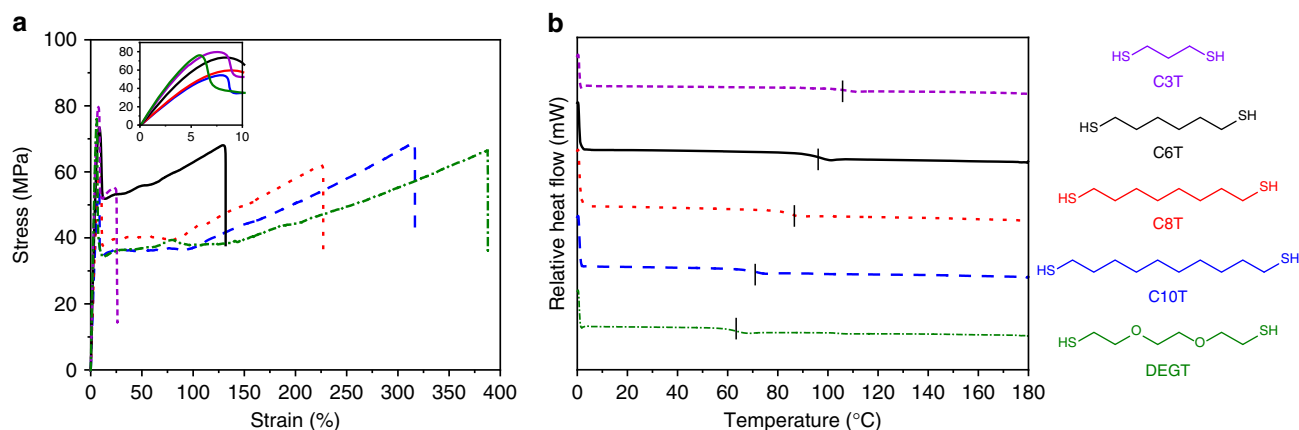 a
100
80
60
40
20
0
Stress (MPa)
0 50 100 150 200 250 300 350 400
Strain (%)
80
60
40
20
0
0 5 10
b
Relative heat flow (mW)
0 20 40 60 80 100 120 140 160 180
Temperature (°C)
HS SH
C3T
HS SH
C6T
HS SH
C8T
HS SH
C10T
HS O O SH
DEGT